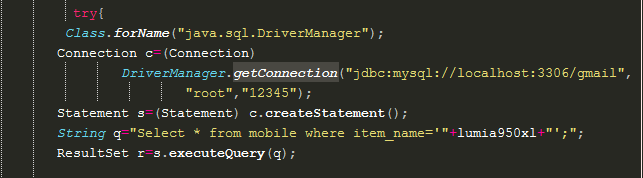 try{
Class.forName("java.sql.DriverManager");
Connection c=(Connection)
DriverManager.getConnection("jdbc:mysql://localhost:3306/gmail",
"root","12345");
Statement s=(Statement) c.createStatement();
String q="Select * from mobile where item_name='"+lumia950xl+"';";
ResultSet r=s.executeQuery(q);